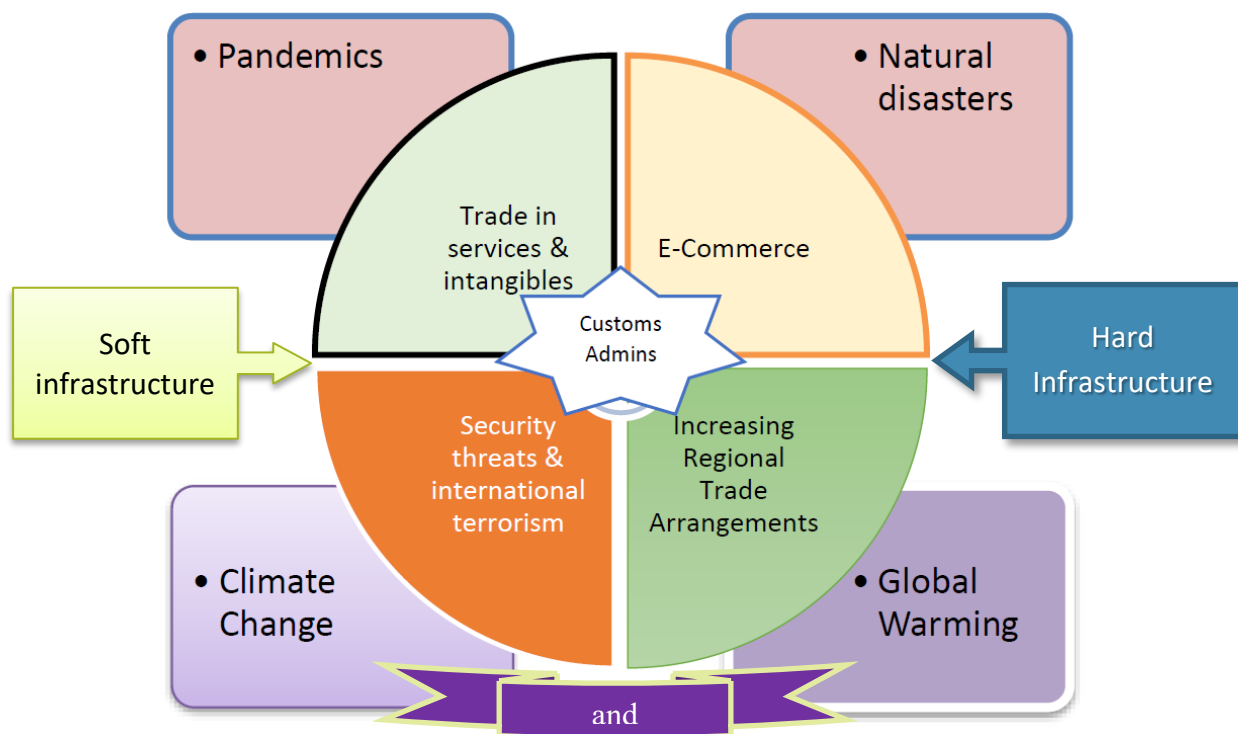 • Pandemics
• Natural
disasters
Trade in
services &
intangibles
E-Commerce
Customs
Admins
Soft
infrastructure
Hard
Infrastructure
Security
threats &
international
terrorism
Increasing
Regional
Trade
Arrangements
• Climate
Change
• Global
Warming
and